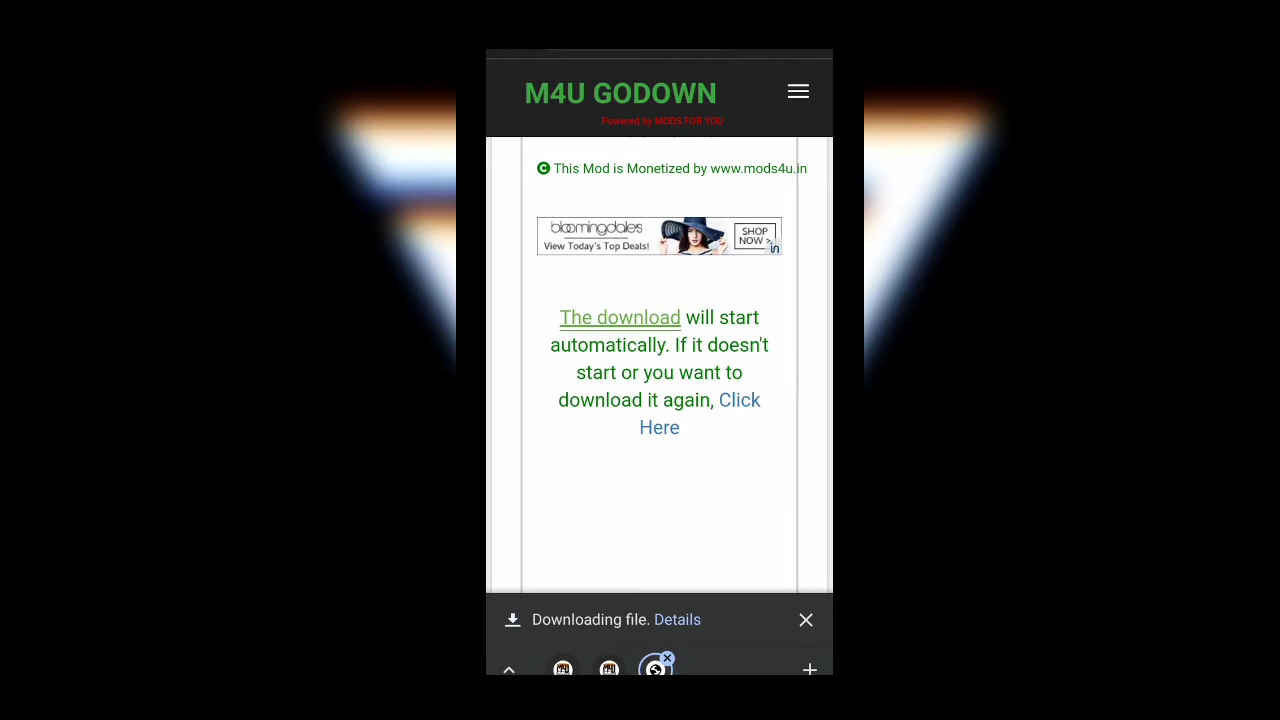 M4U GODOWN
Powered by MODS FOR YOU
This Mod is Monetized by www.mods4u.in
bloomingdales
View Today's Top Deals!
SHOP
NOW >
The download will start
automatically. If it doesn't
start or you want to
download it again, Click
Here
Downloading file. Details